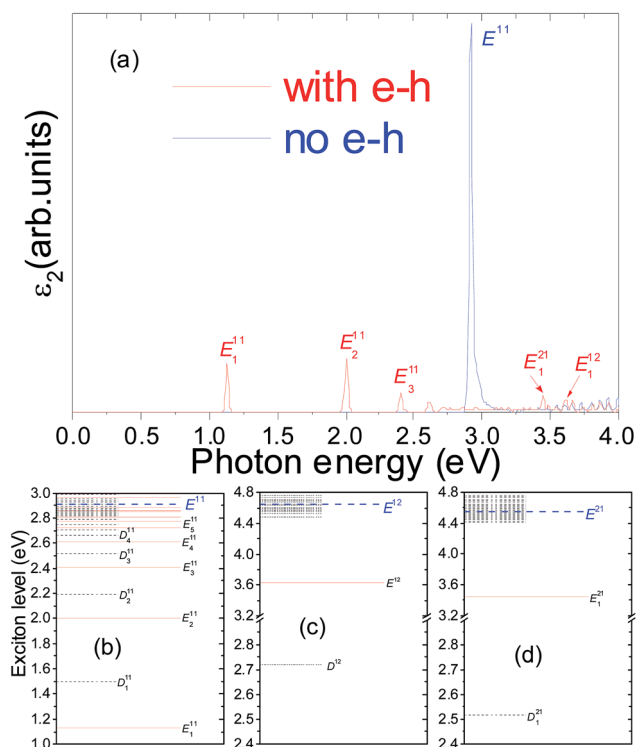 (a)
E¹¹
with e-h
no e-h
ε₂(arb.units)
E₁¹¹
E₂¹¹
E₃¹¹
E₁²¹
E₁¹²
0.0 0.5 1.0 1.5 2.0 2.5 3.0 3.5 4.0
Photon energy (eV)
Exciton level (eV)
3.0
2.8
2.6
2.4
2.2
2.0
1.8
1.6
1.4
1.2
1.0
E¹¹
E₅¹¹
D₄¹¹
E₄¹¹
D₃¹¹
E₃¹¹
D₂¹¹
E₂¹¹
(b)
D₁¹¹
E₁¹¹
4.8
4.4
4.0
3.6
3.2
2.8
2.7
2.6
2.5
2.4
E¹²
E¹²
(c)
D¹²
4.8
4.4
4.0
3.6
3.2
2.8
2.7
2.6
2.5
2.4
E²¹
E₁²¹
(d)
D₁²¹